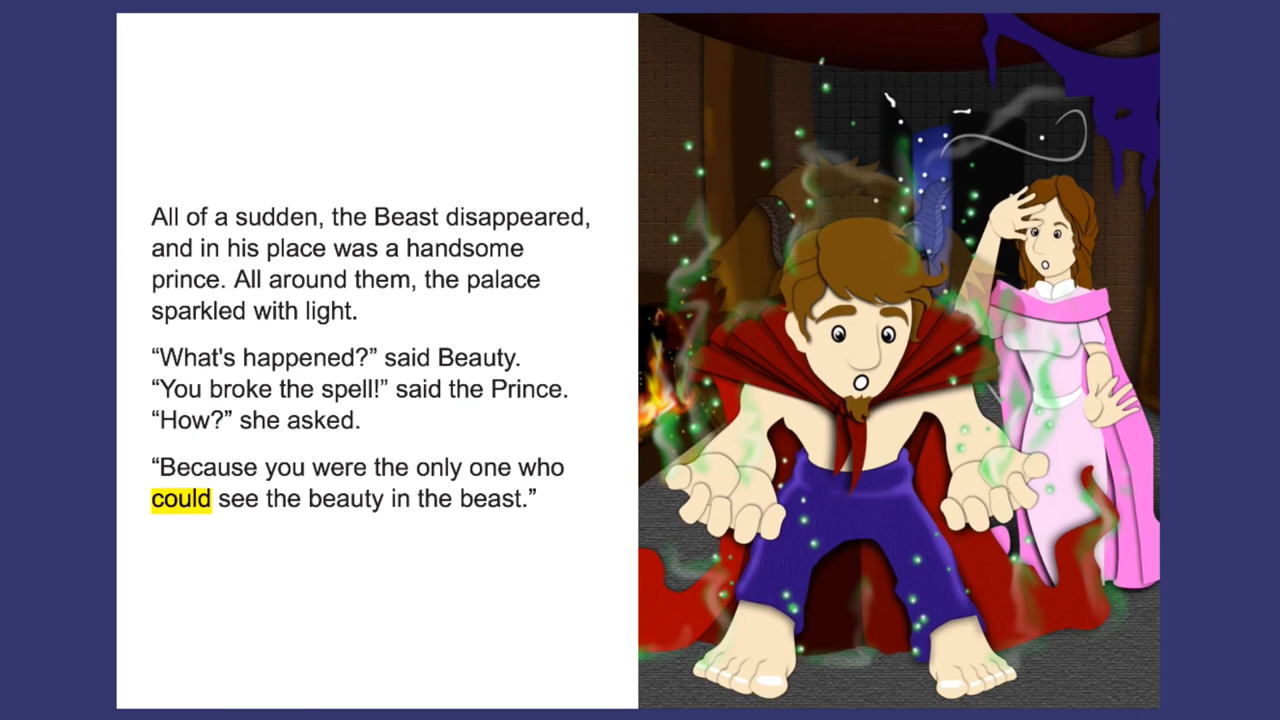 All of a sudden, the Beast disappeared,
and in his place was a handsome
prince. All around them, the palace
sparkled with light.
“What's happened?” said Beauty.
“You broke the spell!” said the Prince.
“How?” she asked.
“Because you were the only one who
could see the beauty in the beast.”